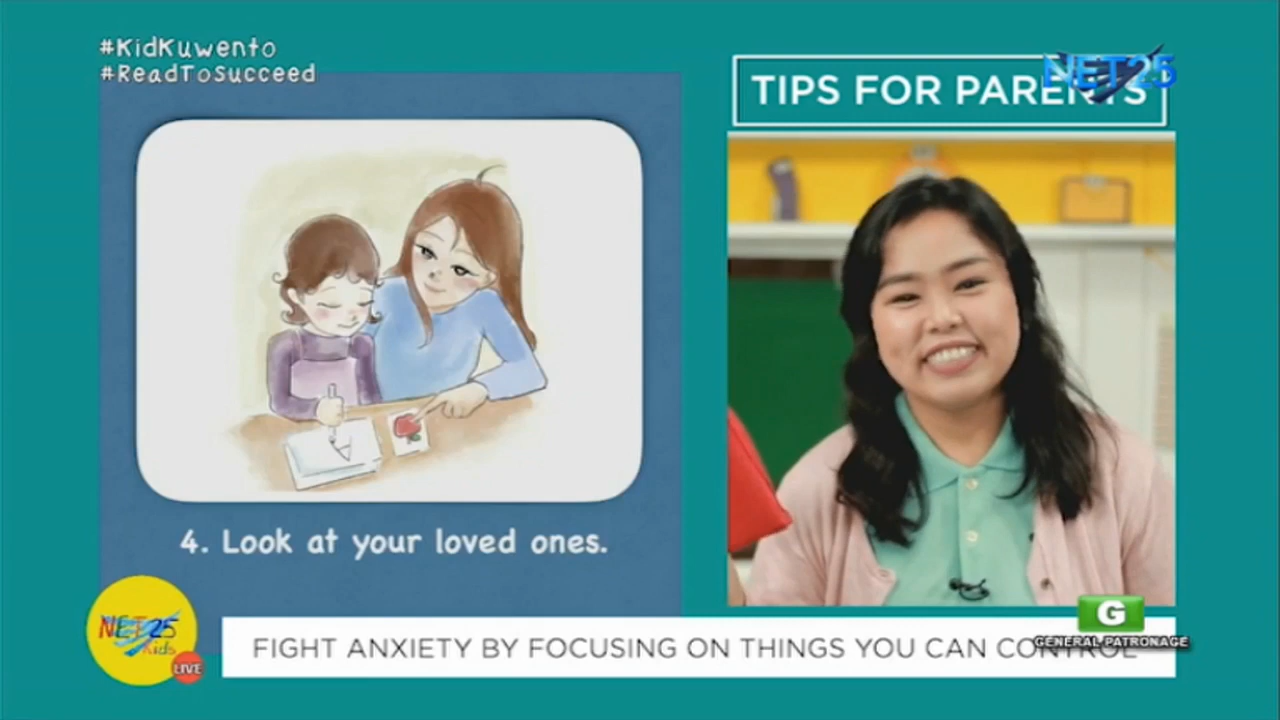 #KidKuwento
#ReadToSucceed
NET25
TIPS FOR PARENTS
4. Look at your loved ones.
NET25
Kids
LIVE
FIGHT ANXIETY BY FOCUSING ON THINGS YOU CAN CONTROL
G
GENERAL PATRONAGE